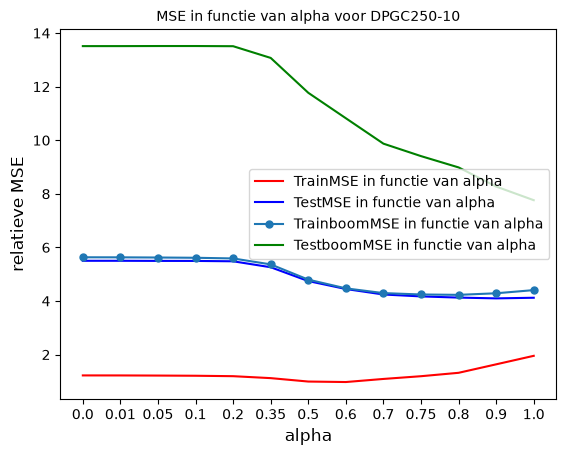 MSE in functie van alpha voor DPGC250-10
relatieve MSE
14
12
10
8
6
4
2
TrainMSE in functie van alpha
TestMSE in functie van alpha
TrainboomMSE in functie van alpha
TestboomMSE in functie van alpha
0.0 0.01 0.05 0.1 0.2 0.35 0.5 0.6 0.7 0.75 0.8 0.9 1.0
alpha